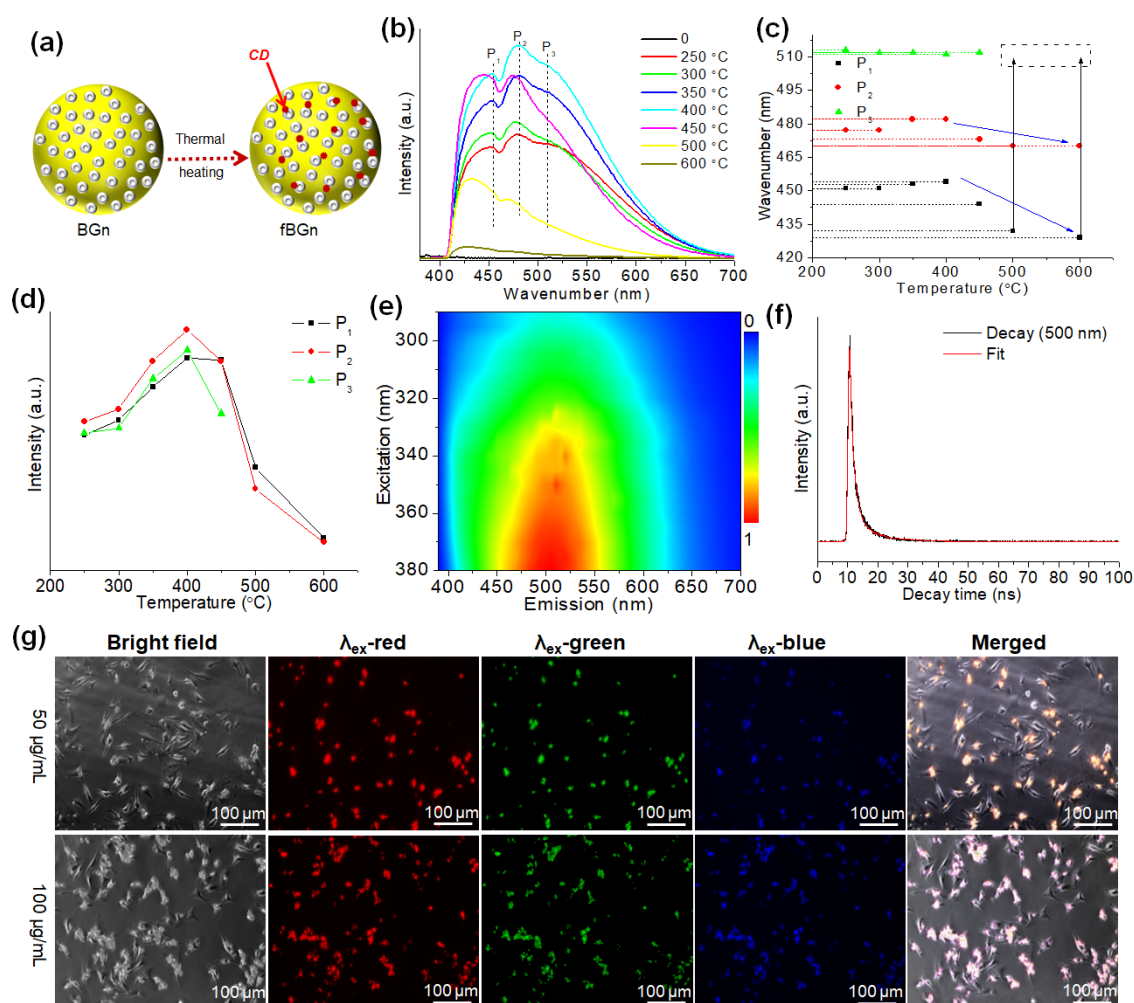 (a)
CD
Thermal
heating
BGn
fBGn
(b)
P1
P2
P3
0
250 °C
300 °C
350 °C
400 °C
450 °C
500 °C
600 °C
Intensity (a.u.)
400 450 500 550 600 650 700
Wavenumber (nm)
(c)
P1
P2
P3
Wavenumber (nm)
510
495
480
465
450
435
420
200 300 400 500 600
Temperature (°C)
(d)
P1
P2
P3
Intensity (a.u.)
200 300 400 500 600
Temperature (°C)
(e)
Excitation (nm)
300
320
340
360
380
400 450 500 550 600 650 700
Emission (nm)
0
1
(f)
Decay (500 nm)
Fit
Intensity (a.u.)
0 10 20 30 40 50 60 70 80 90 100
Decay time (ns)
(g)
Bright field
λex-red
λex-green
λex-blue
Merged
50 µg/mL
100 µm
100 µm
100 µm
100 µm
100 µm
100 µg/mL
100 µm
100 µm
100 µm
100 µm
100 µm